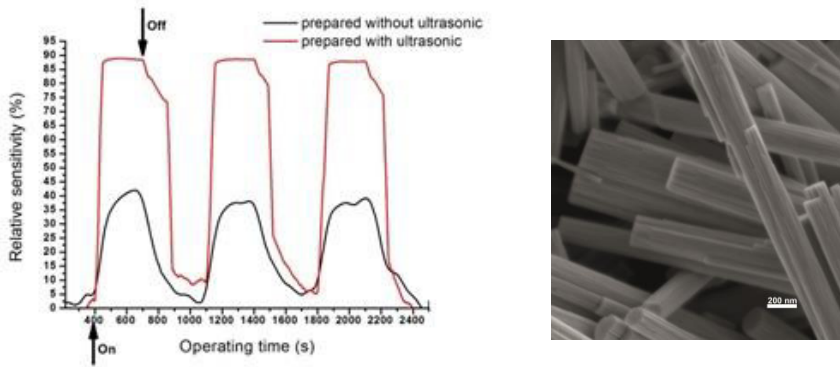 Off
prepared without ultrasonic
prepared with ultrasonic
95
90
85
80
75
70
65
60
55
50
45
40
35
30
25
20
15
10
5
0
Relative sensitivity (%)
400 600 800 1000 1200 1400 1600 1800 2000 2200 2400
On
Operating time (s)
200 nm